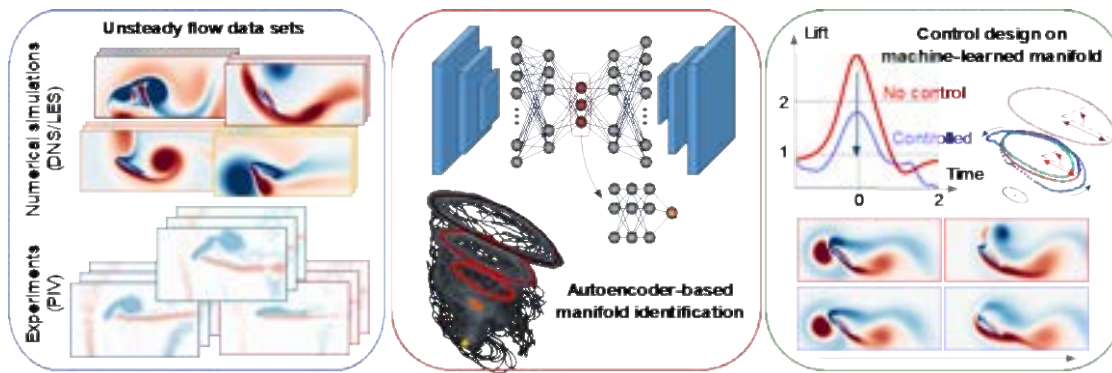 Unsteady flow data sets
Numerical simulations
(DNS/LES)
Experiments
(PIV)
Autoencoder-based
manifold identification
Control design on
machine-learned manifold
Lift
2
1
No control
Controlled
Time
0
2